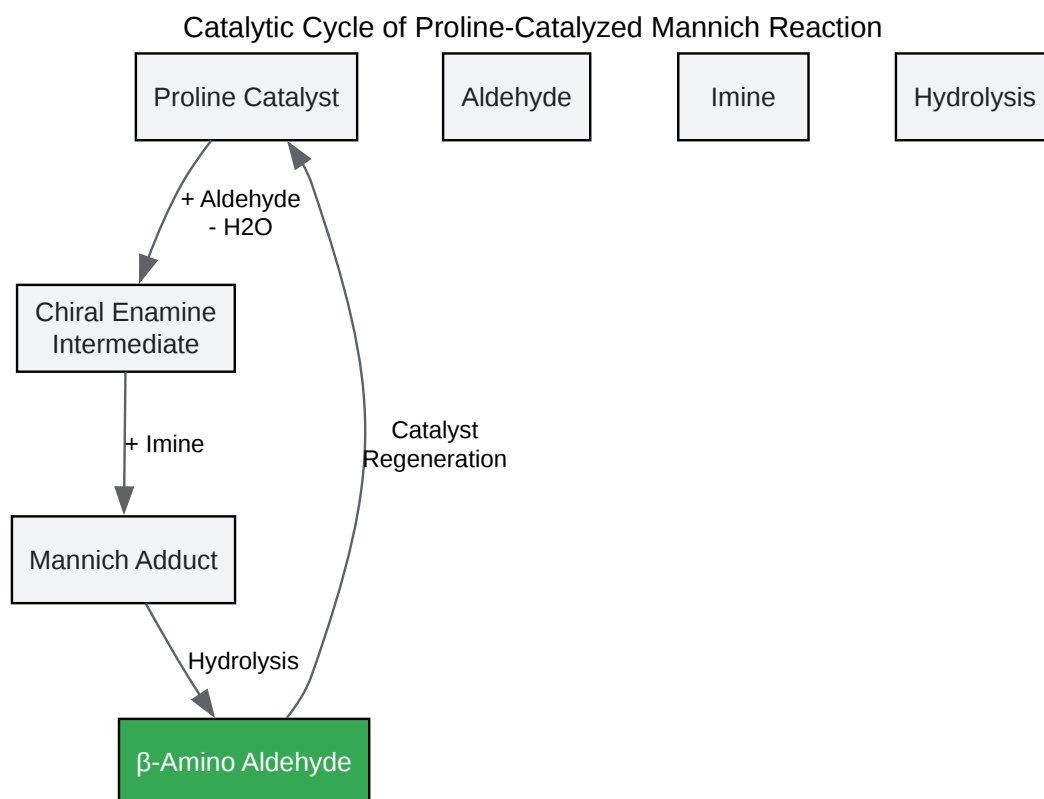 Catalytic Cycle of Proline-Catalyzed Mannich Reaction
Proline Catalyst
Aldehyde
Imine
Hydrolysis
+ Aldehyde
- H2O
Chiral Enamine
Intermediate
+ Imine
Catalyst
Regeneration
Mannich Adduct
Hydrolysis
β-Amino Aldehyde